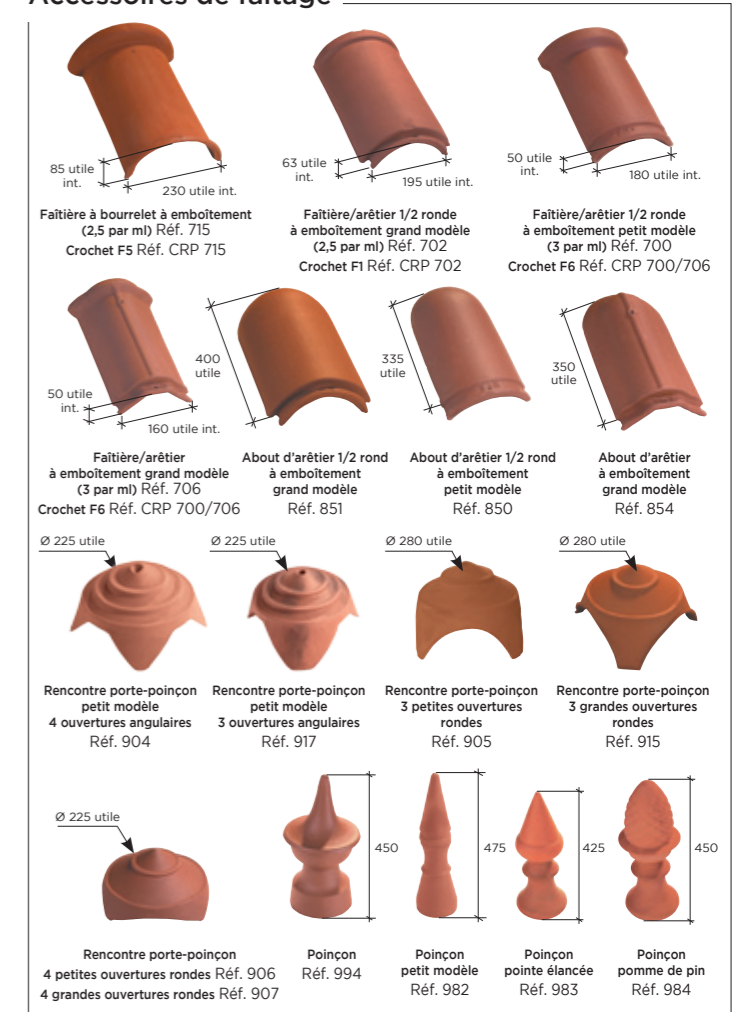 Accessoires de faîtage
85 utile
int.
230 utile int.
63 utile
int.
195 utile int.
50 utile
int.
180 utile int.
Faîtière à bourrelet à emboîtement
(2,5 par ml) Réf. 715
Crochet F5 Réf. CRP 715
Faîtière/arêtier 1/2 ronde
à emboîtement grand modèle
(2,5 par ml) Réf. 702
Crochet F1 Réf. CRP 702
Faîtière/arêtier 1/2 ronde
à emboîtement petit modèle
(3 par ml) Réf. 700
Crochet F6 Réf. CRP 700/706
50 utile
int.
160 utile int.
400
utile
335
utile
350
utile
Faîtière/arêtier
à emboîtement grand modèle
(3 par ml) Réf. 706
Crochet F6 Réf. CRP 700/706
About d'arêtier 1/2 rond
à emboîtement
grand modèle
Réf. 851
About d'arêtier 1/2 rond
à emboîtement
petit modèle
Réf. 850
About d'arêtier
à emboîtement
grand modèle
Réf. 854
Ø 225 utile
Ø 225 utile
Ø 280 utile
Ø 280 utile
Rencontre porte-poinçon
petit modèle
4 ouvertures angulaires
Réf. 904
Rencontre porte-poinçon
petit modèle
3 ouvertures angulaires
Réf. 917
Rencontre porte-poinçon
3 petites ouvertures
rondes
Réf. 905
Rencontre porte-poinçon
3 grandes ouvertures
rondes
Réf. 915
Ø 225 utile
450
475
425
450
Rencontre porte-poinçon
4 petites ouvertures rondes Réf. 906
4 grandes ouvertures rondes Réf. 907
Poinçon
Réf. 994
Poinçon
petit modèle
Réf. 982
Poinçon
pointe élancée
Réf. 983
Poinçon
pomme de pin
Réf. 984